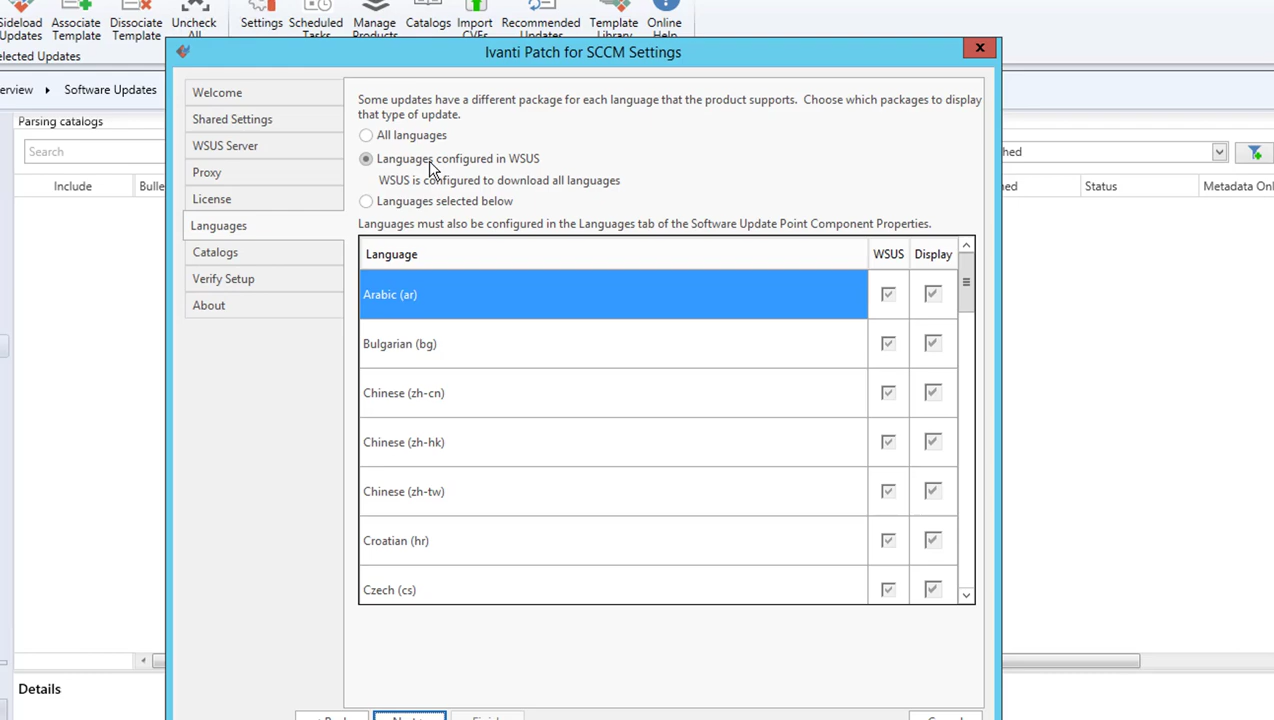 Sideload Associate Dissociate Uncheck Settings Scheduled Manage Catalogs Import Recommended Template Online
Updates Template Template All Tasks Products CVEs Updates Library Help
elected Updates
Ivanti Patch for SCCM Settings
Software Updates
Parsing catalogs
Search
Include
Status
Metadata Onl
Welcome
Shared Settings
WSUS Server
Proxy
License
Languages
Catalogs
Verify Setup
About
Some updates have a different package for each language that the product supports. Choose which packages to display
that type of update.
All languages
Languages configured in WSUS
WSUS is configured to download all languages
Languages selected below
Languages must also be configured in the Languages tab of the Software Update Point Component Properties.
Language WSUS Display
Arabic (ar)
Bulgarian (bg)
Chinese (zh-cn)
Chinese (zh-hk)
Chinese (zh-tw)
Croatian (hr)
Czech (cs)
Details